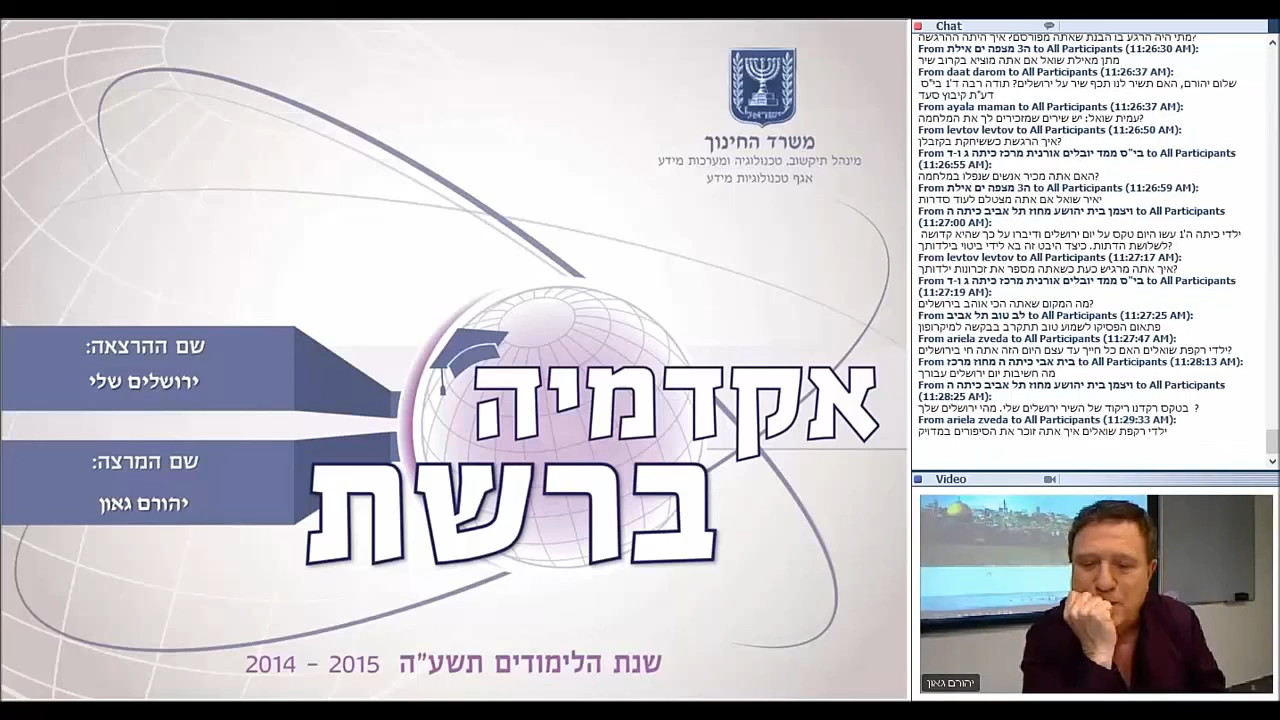 משרד החינוך
מינהל תיקשוב, טכנולוגיה ומערכות מידע
אגף טכנולוגיות מידע
שם ההרצאה:
ירושלים שלי
שם המרצה:
יהורם גאון
אקדמיה
ברשת
שנת הלימודים תשע״ה 2014 - 2015
Chat
מתי היה הרגע בו הבנת שאתה מפורסם? איך היתה ההרגשה?
From ה3 מצפה ים אילת to All Participants (11:26:30 AM):
מתן מאילת שואל אם אתה מוציא בקרוב שיר
From daat darom to All Participants (11:26:37 AM):
שלום יהורם, האם תשיר לנו תכף שיר על ירושלים? תודה רבה ד'1 בי"ס
דע"ת קיבוץ סעד
From ayala maman to All Participants (11:26:37 AM):
עמית שואל: יש שירים שמזכירים לך את המלחמה?
From levtov levtov to All Participants (11:26:50 AM):
איך הרגשת כששיחקת בקזבלן?
From בי"ס ממד יובלים אורנית מרכז כיתה ג ו-ד to All Participants
(11:26:55 AM):
האם אתה מכיר אנשים שנפלו במלחמה?
From ה3 מצפה ים אילת to All Participants (11:26:59 AM):
יאיר שואל אם אתה מצטלם לעוד סדרות
From ויצמן בית יהושע מחוז תל אביב כיתה ה to All Participants
(11:27:00 AM):
ילדי כיתה ה'1 עשו היום טקס על יום ירושלים ודיברו על כך שהיא קדושה
לשלושת הדתות. כיצד היבט זה בא לידי ביטוי בילדותך?
From levtov levtov to All Participants (11:27:17 AM):
איך אתה מרגיש כעת כשאתה מספר את זכרונות ילדותך?
From בי"ס ממד יובלים אורנית מרכז כיתה ג ו-ד to All Participants
(11:27:19 AM):
מה המקום שאתה הכי אוהב בירושלים?
From לב טוב תל אביב to All Participants (11:27:25 AM):
פתאום הפסיקו לשמוע טוב תתקרב בבקשה למיקרופון
From ariela zveda to All Participants (11:27:47 AM):
ילדי רקפת שואלים האם כל חייך עד עצם היום הזה אתה חי בירושלים?
From בית אבי כיתה ה מחוז מרכז to All Participants (11:28:13 AM):
מה חשיבות יום ירושלים עבורך
From ויצמן בית יהושע מחוז תל אביב כיתה ה to All Participants
(11:28:25 AM):
בטקס רקדנו ריקוד של השיר ירושלים שלי. מהי ירושלים שלך ?
From ariela zveda to All Participants (11:29:33 AM):
ילדי רקפת שואלים איך אתה זוכר את הסיפורים במדויק
Video
יהורם גאון